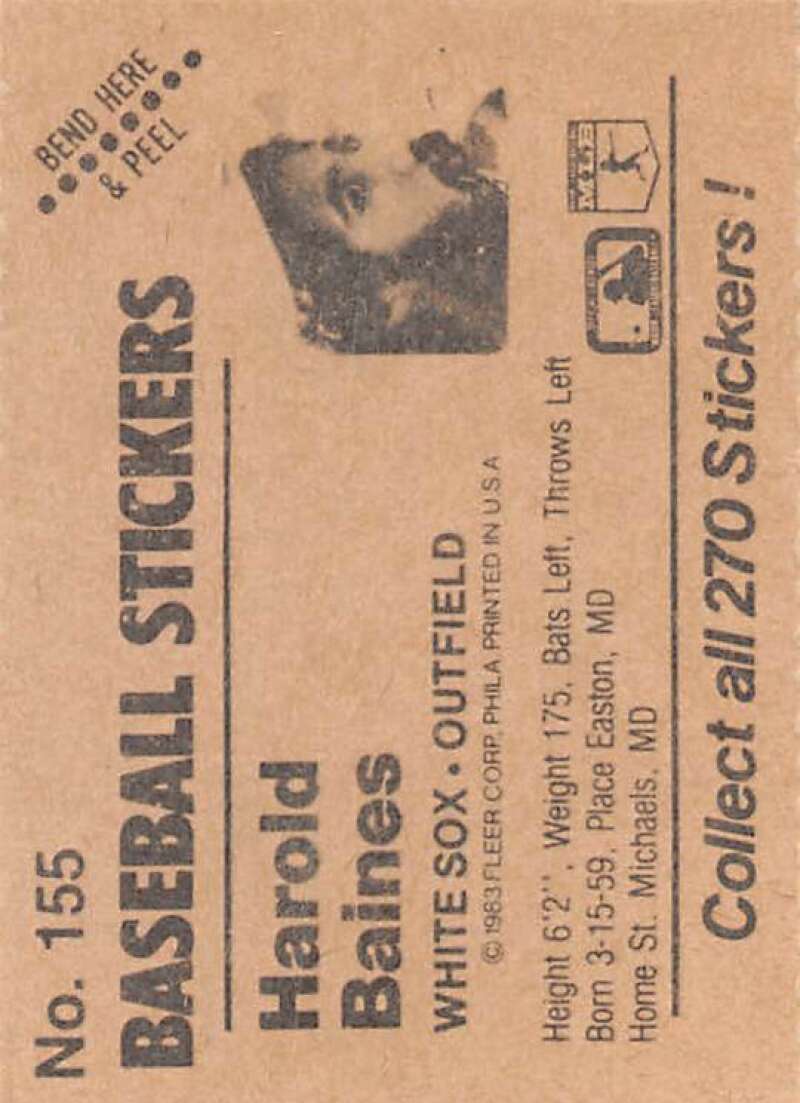 No. 155
BEND HERE
& PEEL
BASEBALL STICKERS
Harold
Baines
WHITE SOX • OUTFIELD
© 1983 FLEER CORP. PHILA. PRINTED IN U.S.A
Height 6'2'', Weight 175, Bats Left, Throws Left
Born 3-15-59, Place Easton, MD
Home St. Michaels, MD
Collect all 270 Stickers !